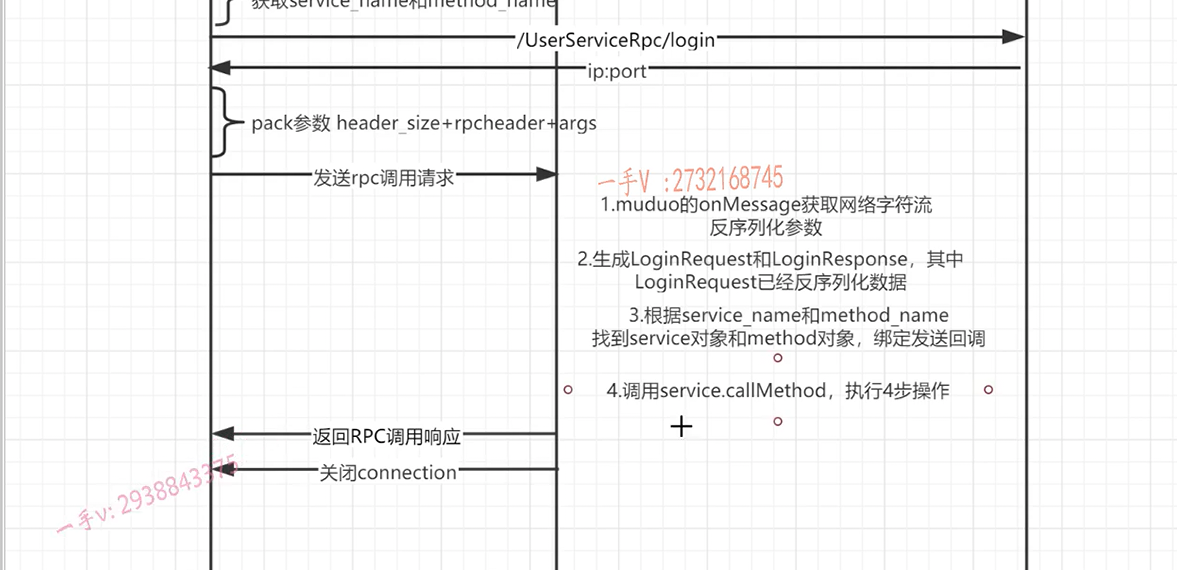 获取service_name和method_name
/UserServiceRpc/login
ip:port
pack参数 header_size+rpcheader+args
发送rpc调用请求
一手V :2732168745
1.muduo的onMessage获取网络字符流
反序列化参数
2.生成LoginRequest和LoginResponse，其中
LoginRequest已经反序列化数据
3.根据service_name和method_name
找到service对象和method对象，绑定发送回调
4.调用service.callMethod，执行4步操作
返回RPC调用响应
关闭connection
一手v: 2938843375